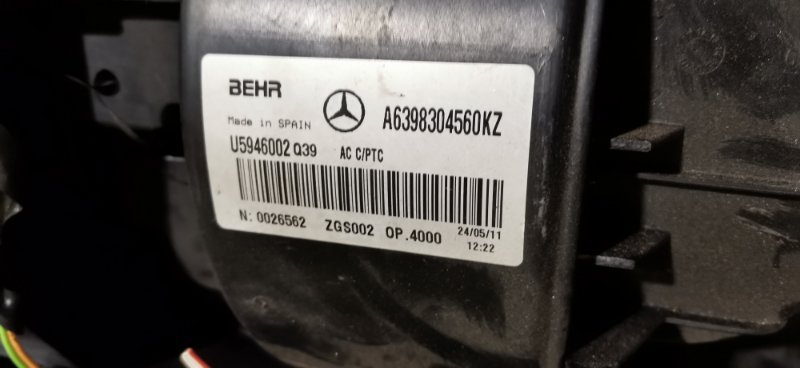 BEHR
Made in SPAIN
A6398304560KZ
U5946002 Q39 AC C/PTC
N: 0026562 ZGS002 OP.4000 24/05/11
12:22